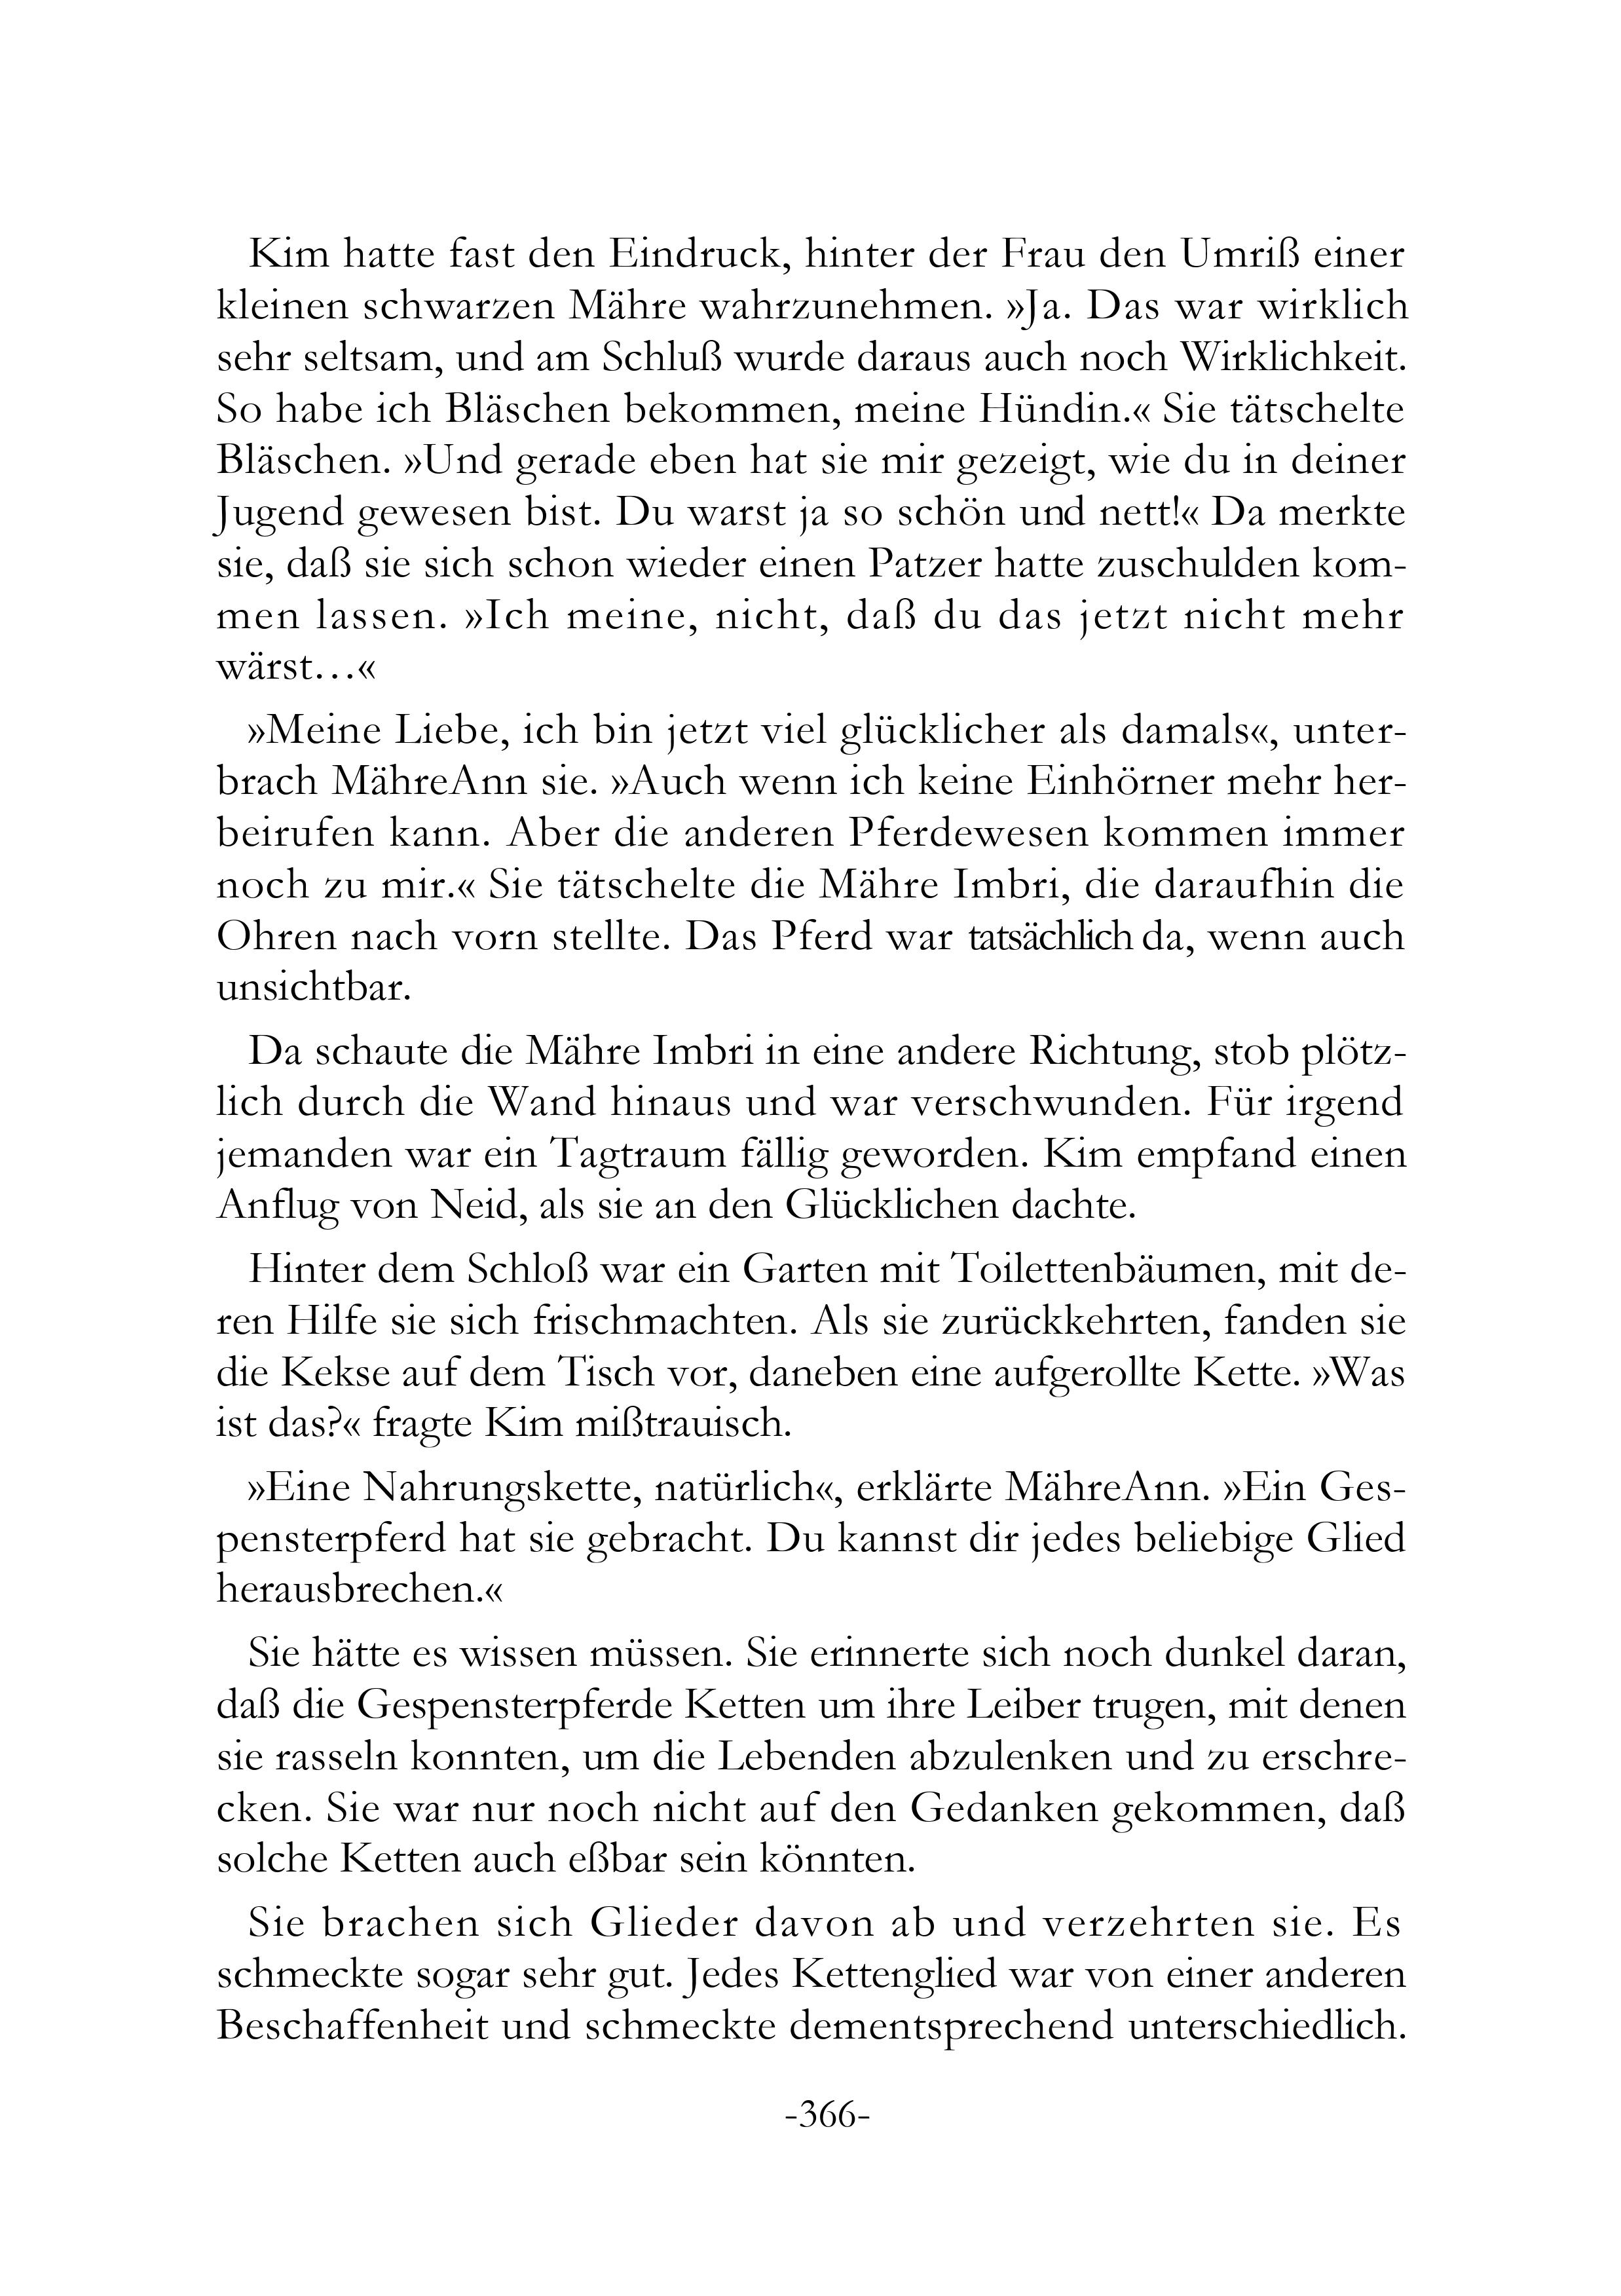 Kim hatte fast den Eindruck, hinter der Frau den Umriß einer
kleinen schwarzen Mähre wahrzunehmen. »Ja. Das war wirklich
sehr seltsam, und am Schluß wurde daraus auch noch Wirklichkeit.
So habe ich Bläschen bekommen, meine Hündin.« Sie tätschelte
Bläschen. »Und gerade eben hat sie mir gezeigt, wie du in deiner
Jugend gewesen bist. Du warst ja so schön und nett!« Da merkte
sie, daß sie sich schon wieder einen Patzer hatte zuschulden kom-
men lassen. »Ich meine, nicht, daß du das jetzt nicht mehr
wärst…«
»Meine Liebe, ich bin jetzt viel glücklicher als damals«, unter-
brach MähreAnn sie. »Auch wenn ich keine Einhörner mehr her-
beirufen kann. Aber die anderen Pferdewesen kommen immer
noch zu mir.« Sie tätschelte die Mähre Imbri, die daraufhin die
Ohren nach vorn stellte. Das Pferd war tatsächlich da, wenn auch
unsichtbar.
Da schaute die Mähre Imbri in eine andere Richtung, stob plötz-
lich durch die Wand hinaus und war verschwunden. Für irgend
jemanden war ein Tagtraum fällig geworden. Kim empfand einen
Anflug von Neid, als sie an den Glücklichen dachte.
Hinter dem Schloß war ein Garten mit Toilettenbäumen, mit de-
ren Hilfe sie sich frischmachten. Als sie zurückkehrten, fanden sie
die Kekse auf dem Tisch vor, daneben eine aufgerollte Kette. »Was
ist das?« fragte Kim mißtrauisch.
»Eine Nahrungskette, natürlich«, erklärte MähreAnn. »Ein Ges-
pensterpferd hat sie gebracht. Du kannst dir jedes beliebige Glied
herausbrechen.«
Sie hätte es wissen müssen. Sie erinnerte sich noch dunkel daran,
daß die Gespensterpferde Ketten um ihre Leiber trugen, mit denen
sie rasseln konnten, um die Lebenden abzulenken und zu erschre-
cken. Sie war nur noch nicht auf den Gedanken gekommen, daß
solche Ketten auch eßbar sein könnten.
Sie brachen sich Glieder davon ab und verzehrten sie. Es
schmeckte sogar sehr gut. Jedes Kettenglied war von einer anderen
Beschaffenheit und schmeckte dementsprechend unterschiedlich.
-366-